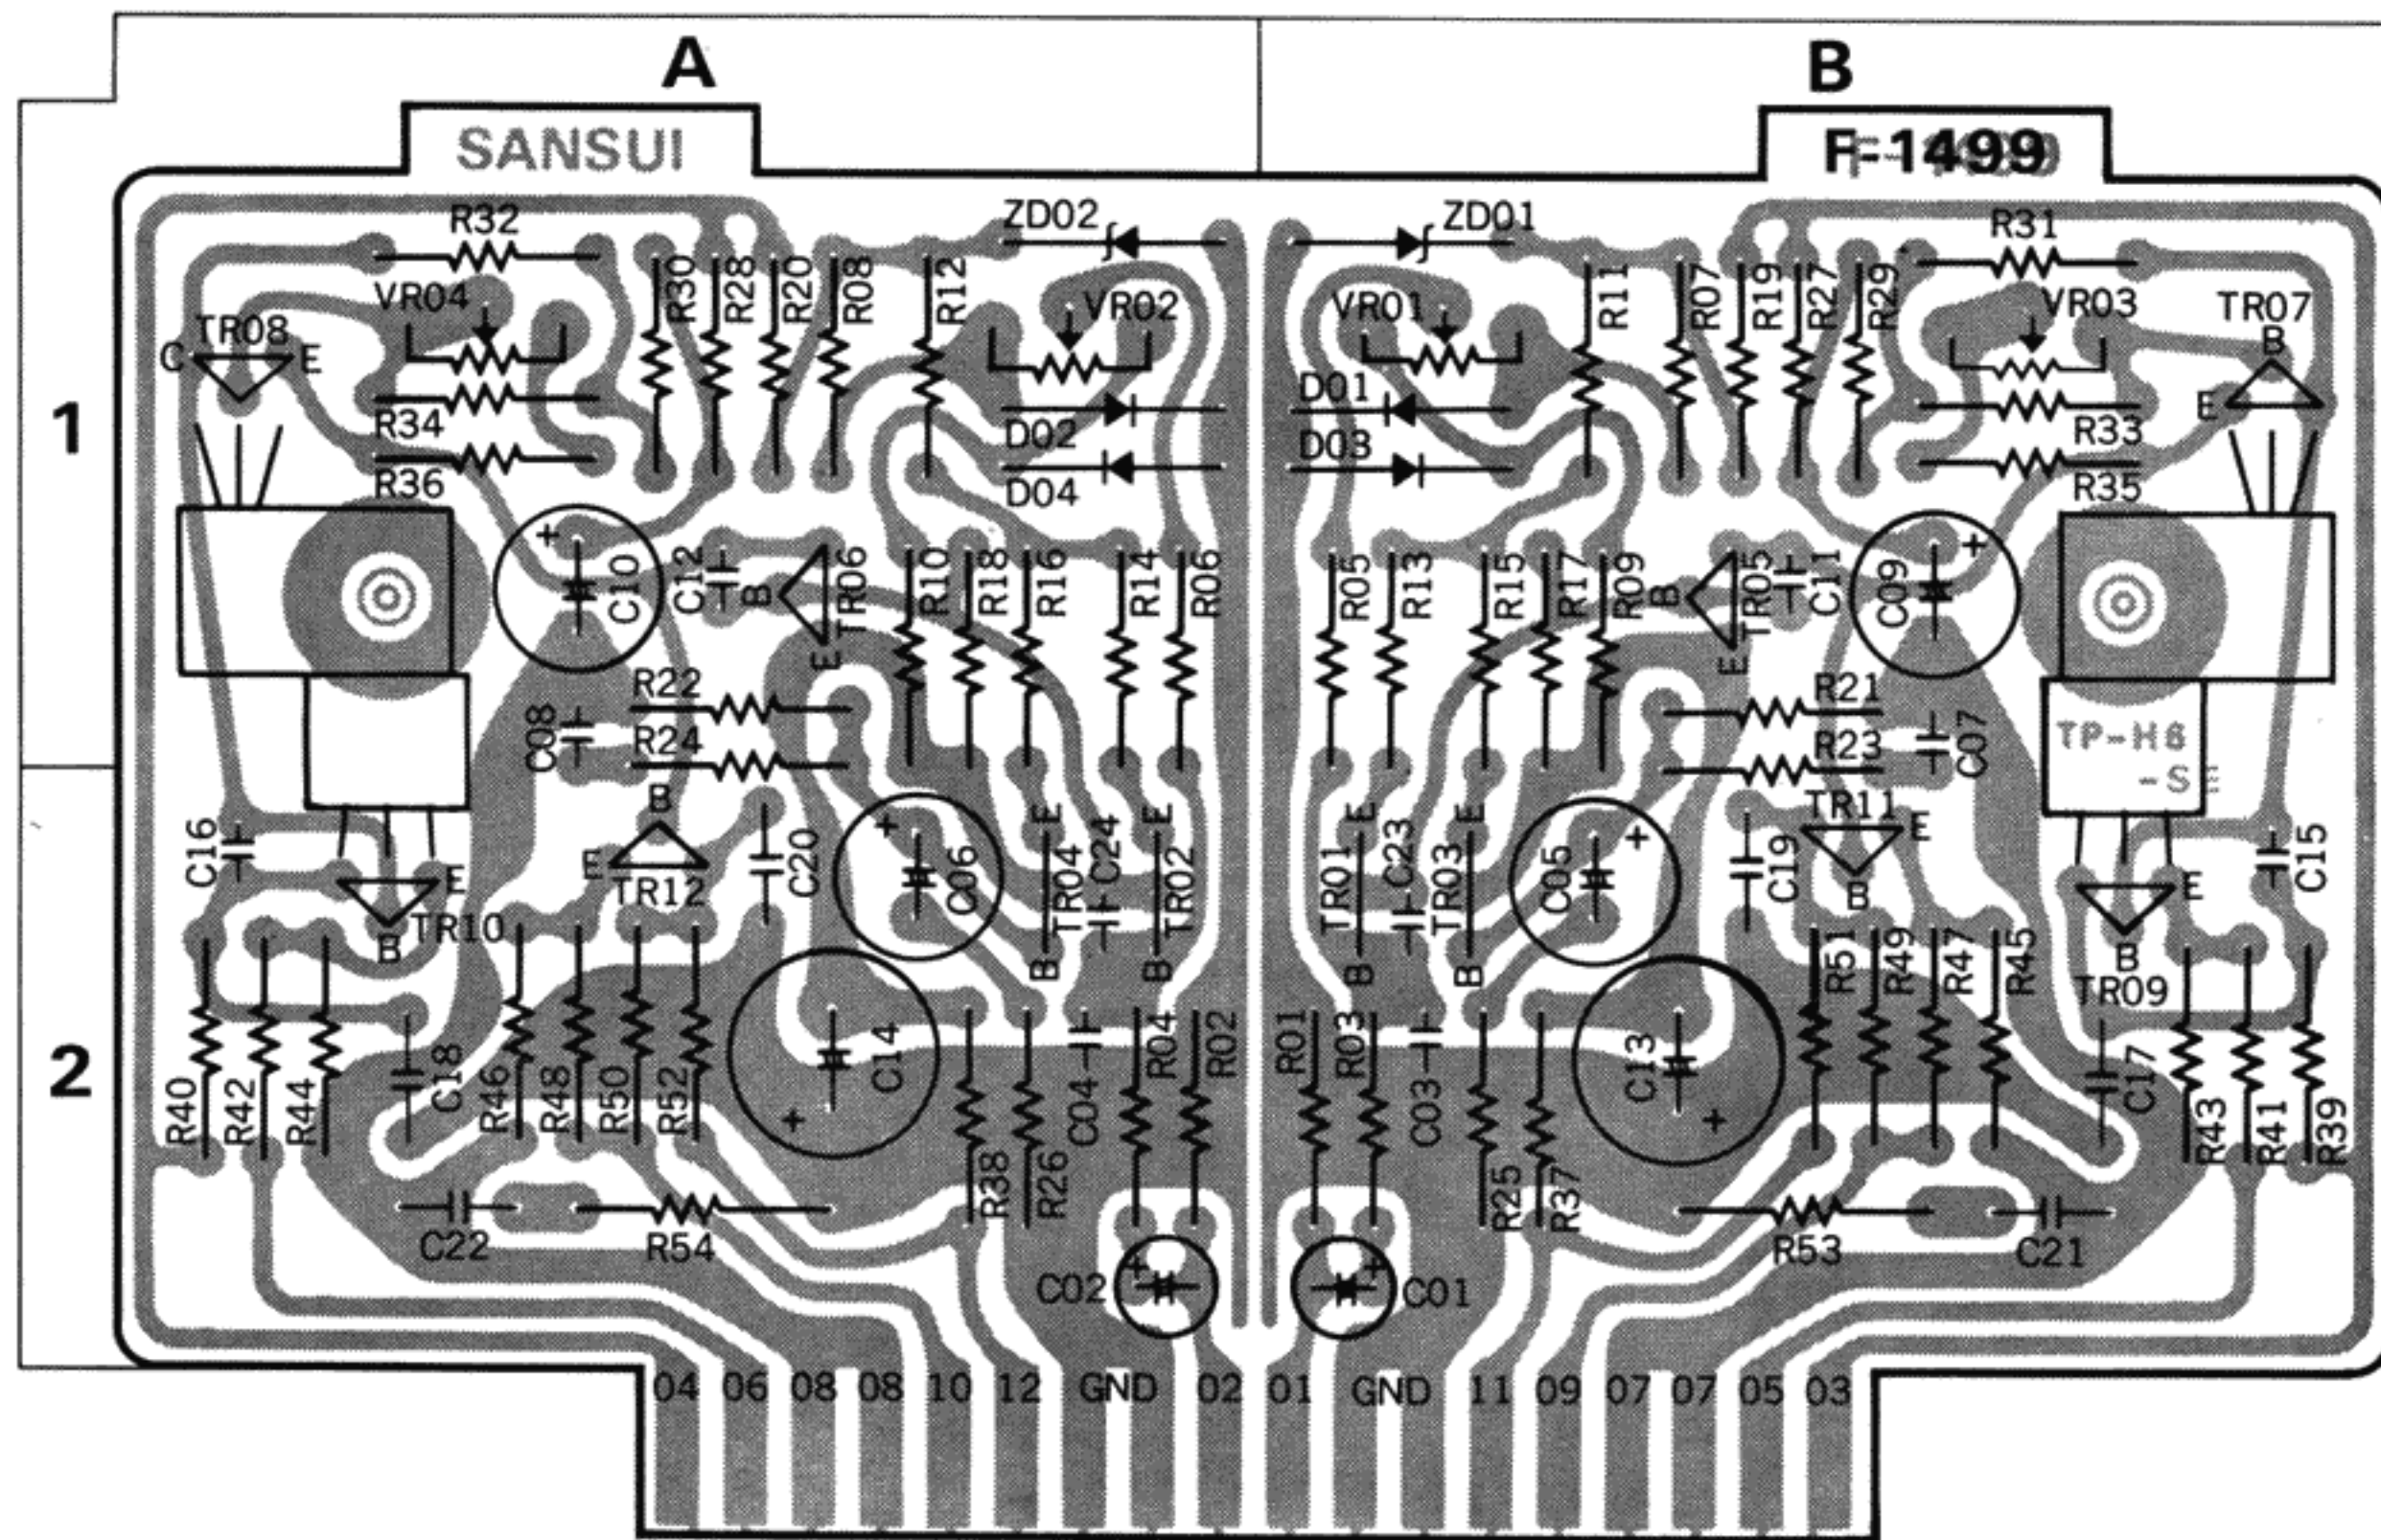 A B
SANSUI F-1499
R32 ZD02 ZD01 R31
R30 R28 R20 R08 R12 R11 R07 R19 R27 R29
VR04 VR02 VR01 VR03
TR08 TR07
C E B
D02 D01 E
1
R34 D03 R33
R36 D04 R35
+ +
C10 C12 B TR06 R10 R18 R16 R14 R06 R05 R13 R15 R17 R09 B TR05 C11 C09
E E
R22 R21
C08 R24 R23 C07 TP-H6
-S
B E E E E TR11 E
C16 + C20 C06 TR04 C24 TR02 TR01 C23 TR03 C05 + C19 C15
E E TR12 B E
TR10 B B B B B B
R51 R49 R47 R45 TR09
2
R40 R42 R44 C18 R46 R48 R50 R52 C14 C04 R04 R02 R01 R03 C03 C13 C17 R43 R41 R39
+ +
R38 R26 R25 R37
C22 R54 R53 C21
+ +
C02 C01
04 06 08 08 10 12 GND 02 01 GND 11 09 07 07 05 03